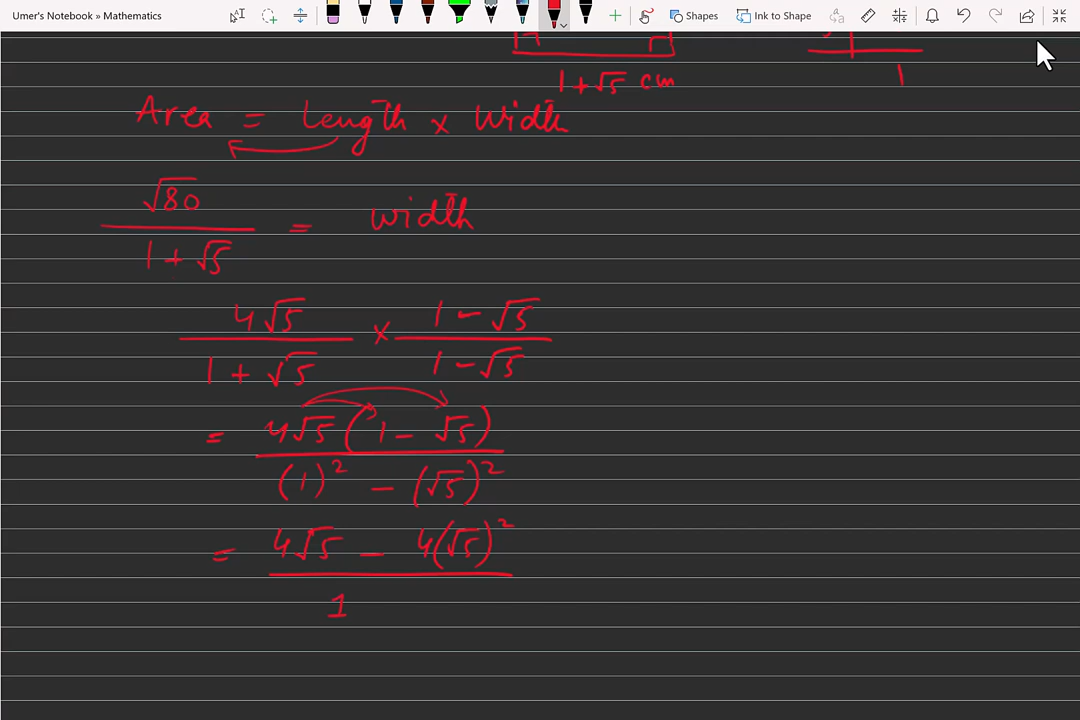 Umer's Notebook » Mathematics
Shapes
Ink to Shape
1+√5 cm
1
Area = Length × Width
√80
1 + √5
= width
4√5
1 + √5
×
1 - √5
1 - √5
= 4√5 (1 - √5)
(1)² - (√5)²
= 4√5 - 4(√5)²
1